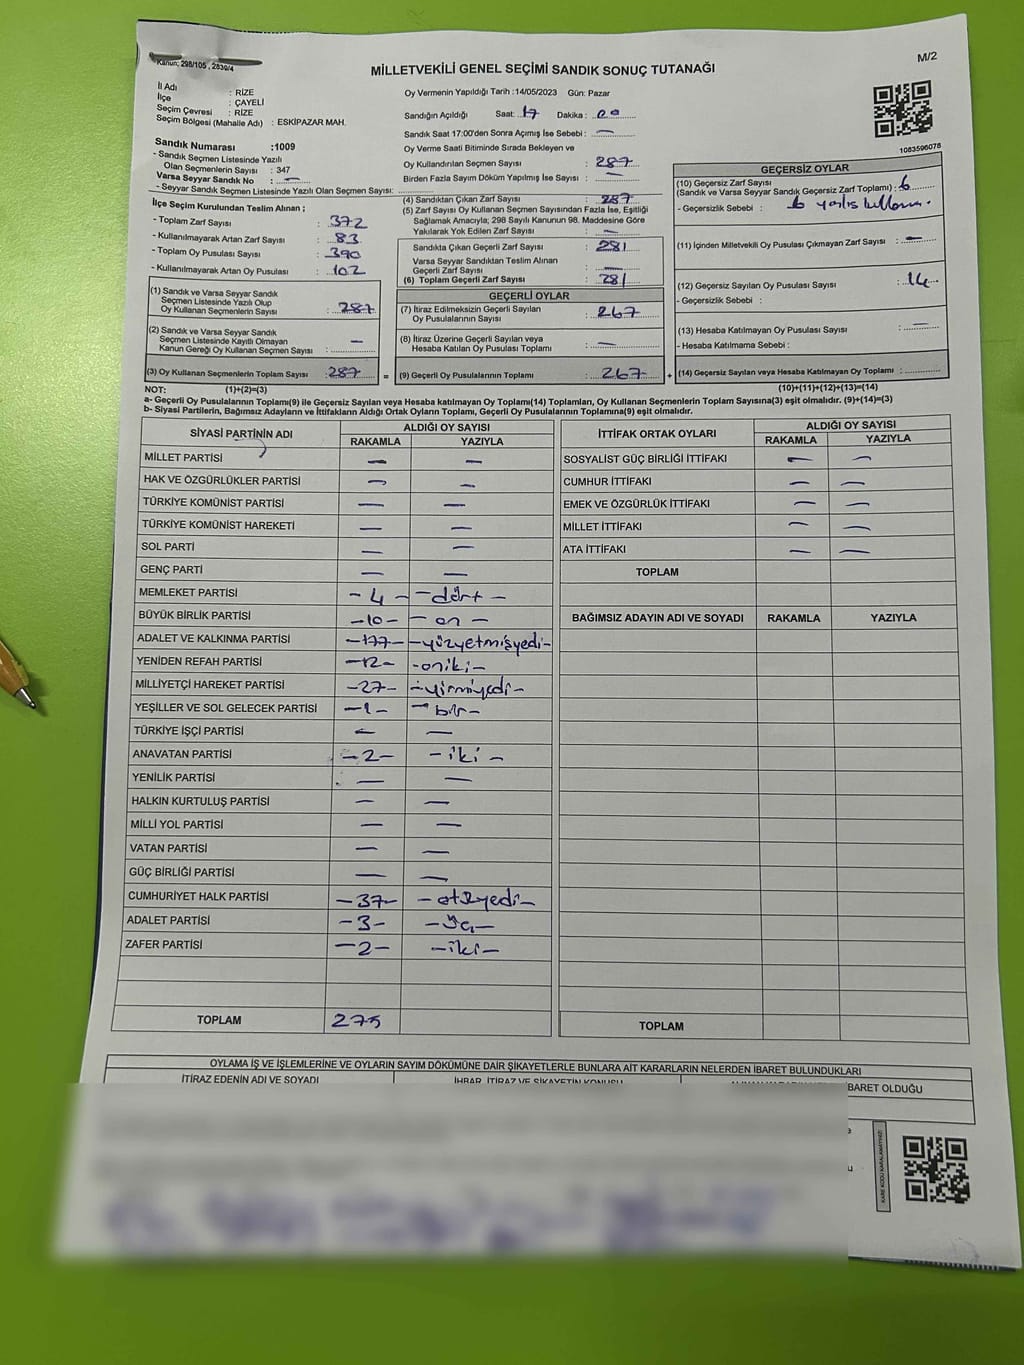 Kanun: 298/105, 2839/4
MİLLETVEKİLİ GENEL SEÇİMİ SANDIK SONUÇ TUTANAĞI
M/2
İl Adı : RİZE
İlçe : ÇAYELİ
Seçim Çevresi : RİZE
Seçim Bölgesi (Mahalle Adı) : ESKİPAZAR MAH.
Sandık Numarası :1009
- Sandık Seçmen Listesinde Yazılı
Olan Seçmenlerin Sayısı : 347
Varsa Seyyar Sandık No : —
- Seyyar Sandık Seçmen Listesinde Yazılı Olan Seçmen Sayısı:
İlçe Seçim Kurulundan Teslim Alınan ;
- Toplam Zarf Sayısı : 372
- Kullanılmayarak Artan Zarf Sayısı : 83
- Toplam Oy Pusulası Sayısı : 390
- Kullanılmayarak Artan Oy Pusulası : 102
(1) Sandık ve Varsa Seyyar Sandık
Seçmen Listesinde Yazılı Olup
Oy Kullanan Seçmenlerin Sayısı : 287
(2) Sandık ve Varsa Seyyar Sandık
Seçmen Listesinde Kayıtlı Olmayan
Kanun Gereği Oy Kullanan Seçmen Sayısı : —
(3) Oy Kullanan Seçmenlerin Toplam Sayısı : 287
Oy Vermenin Yapıldığı Tarih :14/05/2023 Gün: Pazar
Sandığın Açıldığı Saat: 17 Dakika : 00
Sandık Saat 17:00'den Sonra Açımış İse Sebebi : —
Oy Verme Saati Bitiminde Sırada Bekleyen ve
Oy Kullandırılan Seçmen Sayısı : 287
Birden Fazla Sayım Döküm Yapılmış İse Sayısı : —
(4) Sandıktan Çıkan Zarf Sayısı : 287
(5) Zarf Sayısı Oy Kullanan Seçmen Sayısından Fazla İse, Eşitliği
Sağlamak Amacıyla; 298 Sayılı Kanunun 98. Maddesine Göre
Yakılarak Yok Edilen Zarf Sayısı : —
Sandıkta Çıkan Geçerli Zarf Sayısı : 281
Varsa Seyyar Sandıktan Teslim Alınan
Geçerli Zarf Sayısı : —
(6) Toplam Geçerli Zarf Sayısı : 281
GEÇERLİ OYLAR
(7) İtiraz Edilmeksizin Geçerli Sayılan
Oy Pusulalarının Sayısı : 267
(8) İtiraz Üzerine Geçerli Sayılan veya
Hesaba Katılan Oy Pusulası Toplamı : —
= (9) Geçerli Oy Pusulalarının Toplamı : 267 +
1083596078
GEÇERSİZ OYLAR
(10) Geçersiz Zarf Sayısı
(Sandık ve Varsa Seyyar Sandık Geçersiz Zarf Toplamı) : 6
- Geçersizlik Sebebi : 6
(11) İçinden Milletvekili Oy Pusulası Çıkmayan Zarf Sayısı : —
(12) Geçersiz Sayılan Oy Pusulası Sayısı : 14
- Geçersizlik Sebebi :
(13) Hesaba Katılmayan Oy Pusulası Sayısı : —
- Hesaba Katılmama Sebebi :
(14) Geçersiz Sayılan veya Hesaba Katılmayan Oy Toplamı :
NOT: (1)+(2)=(3) (10)+(11)+(12)+(13)=(14)
a- Geçerli Oy Pusulalarının Toplamı(9) ile Geçersiz Sayılan veya Hesaba katılmayan Oy Toplamı(14) Toplamları, Oy Kullanan Seçmenlerin Toplam Sayısına(3) eşit olmalıdır. (9)+(14)=(3)
b- Siyasi Partilerin, Bağımsız Adayların ve İttifakların Aldığı Ortak Oyların Toplamı, Geçerli Oy Pusulalarının Toplamına(9) eşit olmalıdır.
SİYASİ PARTİNİN ADI ALDIĞI OY SAYISI
RAKAMLA YAZIYLA
MİLLET PARTİSİ — —
HAK VE ÖZGÜRLÜKLER PARTİSİ — —
TÜRKİYE KOMÜNİST PARTİSİ — —
TÜRKİYE KOMÜNİST HAREKETİ — —
SOL PARTİ — —
GENÇ PARTİ — —
MEMLEKET PARTİSİ - 4 - - dört -
BÜYÜK BİRLİK PARTİSİ - 10 - - on -
ADALET VE KALKINMA PARTİSİ -177- -yüzyetmişyedi-
YENİDEN REFAH PARTİSİ -12- -oniki-
MİLLİYETÇİ HAREKET PARTİSİ -27- -yirmiyedi-
YEŞİLLER VE SOL GELECEK PARTİSİ -1- - bir -
TÜRKİYE İŞÇİ PARTİSİ — —
ANAVATAN PARTİSİ -2- - iki -
YENİLİK PARTİSİ — —
HALKIN KURTULUŞ PARTİSİ — —
MİLLİ YOL PARTİSİ — —
VATAN PARTİSİ — —
GÜÇ BİRLİĞİ PARTİSİ — —
CUMHURİYET HALK PARTİSİ -37- - otuzyedi-
ADALET PARTİSİ -3- -üç-
ZAFER PARTİSİ -2- -iki-
TOPLAM 275
İTTİFAK ORTAK OYLARI ALDIĞI OY SAYISI
RAKAMLA YAZIYLA
SOSYALİST GÜÇ BİRLİĞİ İTTİFAKI — —
CUMHUR İTTİFAKI — —
EMEK VE ÖZGÜRLÜK İTTİFAKI — —
MİLLET İTTİFAKI — —
ATA İTTİFAKI — —
TOPLAM
BAĞIMSIZ ADAYIN ADI VE SOYADI RAKAMLA YAZIYLA
TOPLAM
OYLAMA İŞ VE İŞLEMLERİNE VE OYLARIN SAYIM DÖKÜMÜNE DAİR ŞİKAYETLERLE BUNLARA AİT KARARLARIN NELERDEN İBARET BULUNDUKLARI
İTİRAZ EDENİN ADI VE SOYADI İHBAR, İTİRAZ VE ŞİKAYETİN KONUSU İBARET OLDUĞU